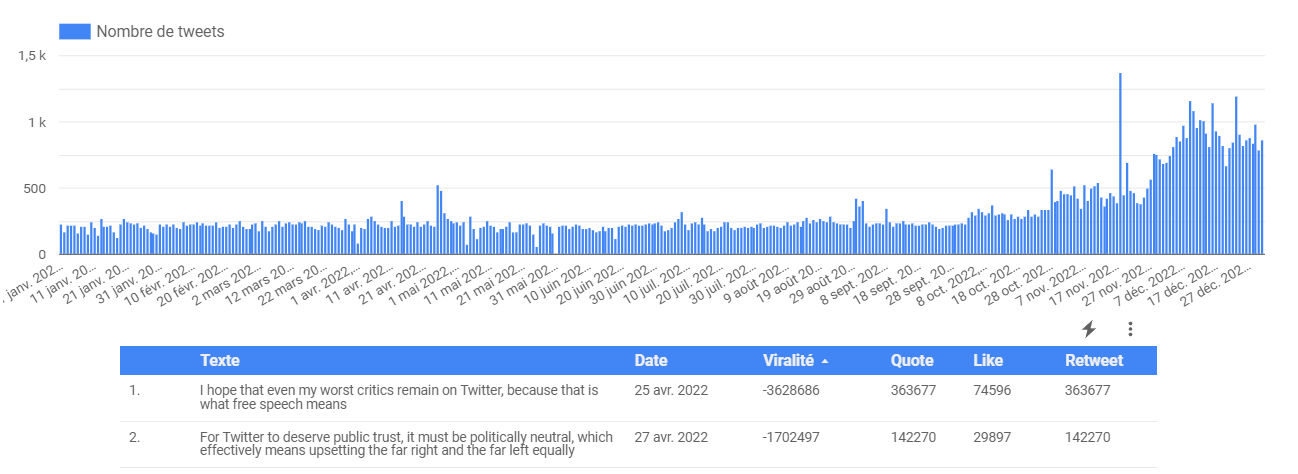 Nombre de tweets
1,5 k
1 k
500
0
janv. 202...
11 janv. 20...
21 janv. 20...
31 janv. 20...
10 févr. 202...
20 févr. 202...
2 mars 202...
12 mars 20...
22 mars 20...
1 avr. 2022...
11 avr. 202...
21 avr. 202...
1 mai 2022...
11 mai 202...
21 mai 202...
31 mai 202...
10 juin 202...
20 juin 202...
30 juin 202...
10 juil. 202...
20 juil. 202...
30 juil. 202...
9 août 202...
19 août 20...
29 août 20...
8 sept. 202...
18 sept. 20...
28 sept. 20...
8 oct. 2022...
18 oct. 202...
28 oct. 202...
7 nov. 202...
17 nov. 202...
27 nov. 202...
7 déc. 202...
17 déc. 202...
27 déc. 202...
Texte Date Viralité Quote Like Retweet
1. I hope that even my worst critics remain on Twitter, because that is 25 avr. 2022 -3628686 363677 74596 363677
what free speech means
2. For Twitter to deserve public trust, it must be politically neutral, which 27 avr. 2022 -1702497 142270 29897 142270
effectively means upsetting the far right and the far left equally